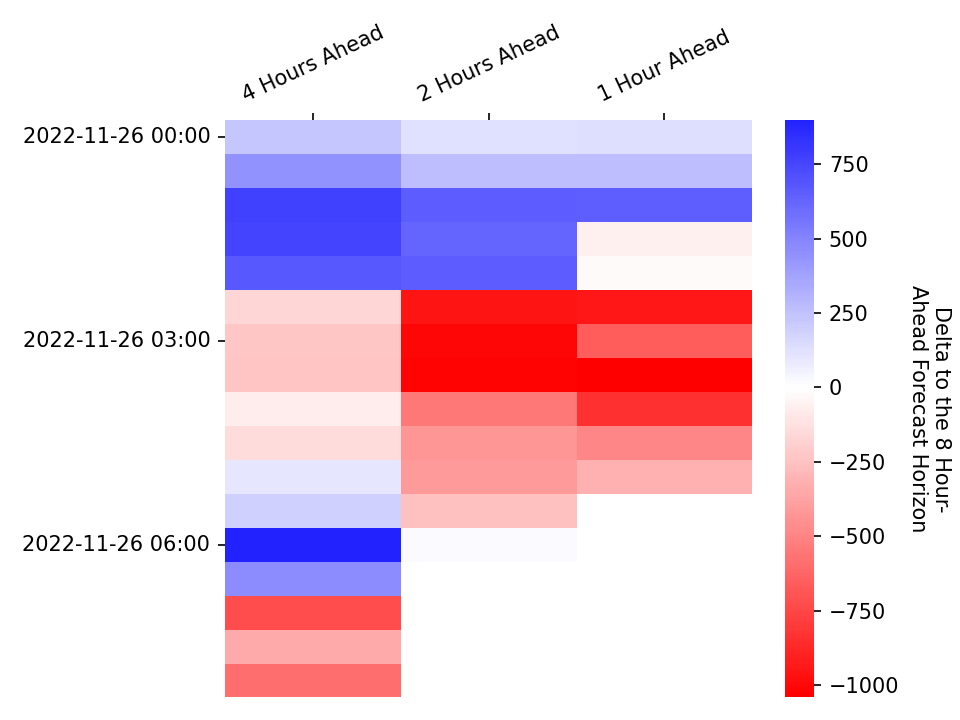 4 Hours Ahead
2 Hours Ahead
1 Hour Ahead
2022-11-26 00:00
2022-11-26 03:00
2022-11-26 06:00
750
500
250
0
−250
−500
−750
−1000
Delta to the 8 Hour-
Ahead Forecast Horizon